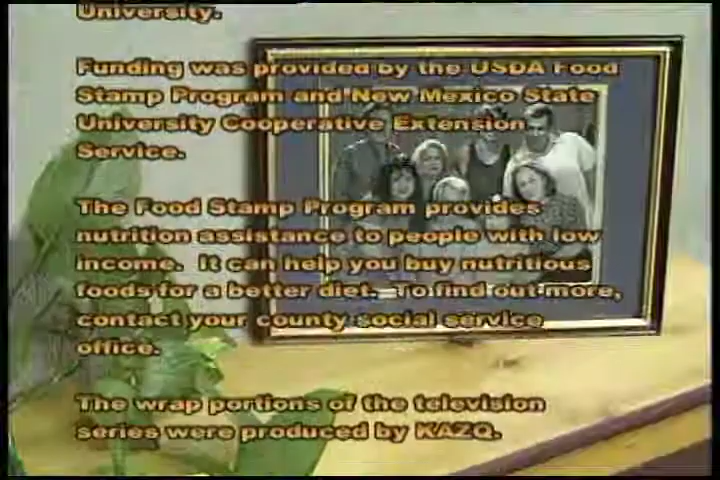 University.
Funding was provided by the USDA Food
Stamp Program and New Mexico State
University Cooperative Extension
Service.
The Food Stamp Program provides
nutrition assistance to people with low
income. It can help you buy nutritious
foods for a better diet. To find out more,
contact your county social service
office.
The wrap portions of the television
series were produced by KAZQ.